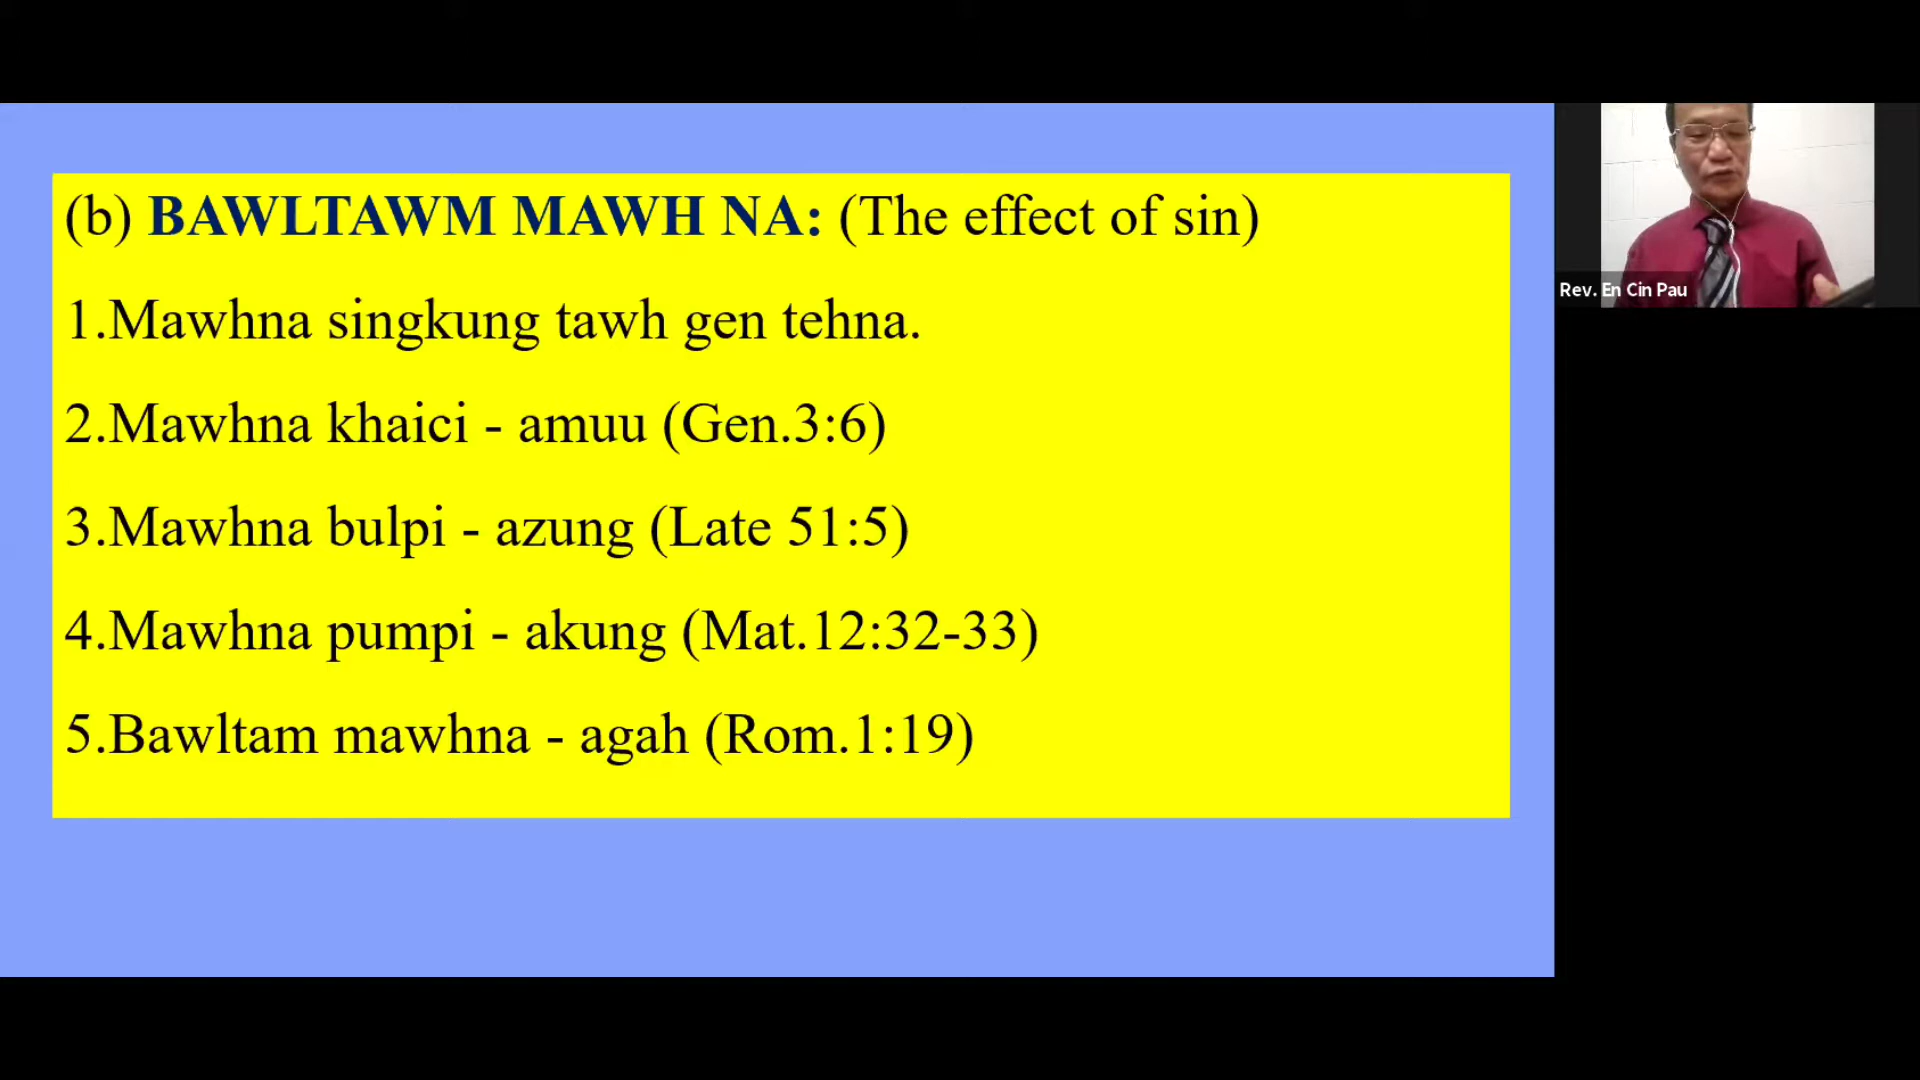 (b) BAWLTAWM MAWH NA: (The effect of sin)
1.Mawhna singkung tawh gen tehna.
2.Mawhna khaici - amuu (Gen.3:6)
3.Mawhna bulpi - azung (Late 51:5)
4.Mawhna pumpi - akung (Mat.12:32-33)
5.Bawltam mawhna - agah (Rom.1:19)
Rev. En Cin Pau